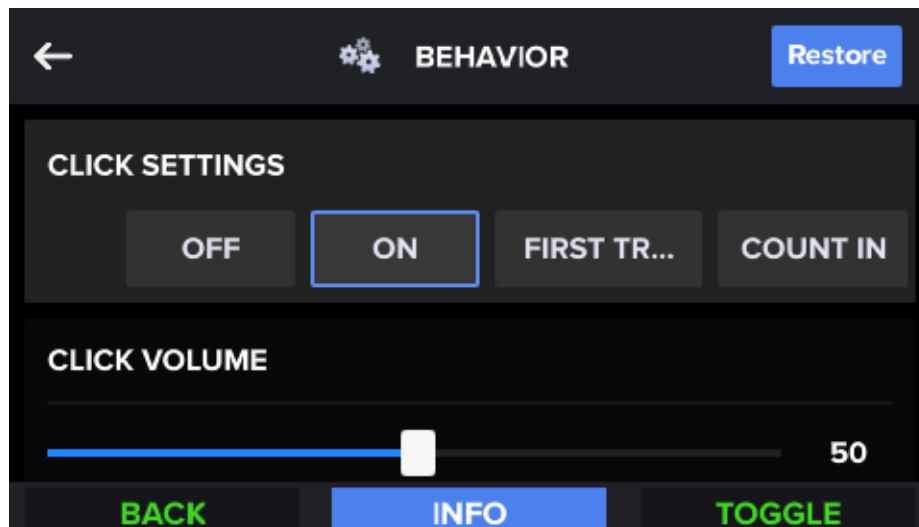 BEHAVIOR Restore
CLICK SETTINGS
OFF ON FIRST TR... COUNT IN
CLICK VOLUME
50
BACK INFO TOGGLE